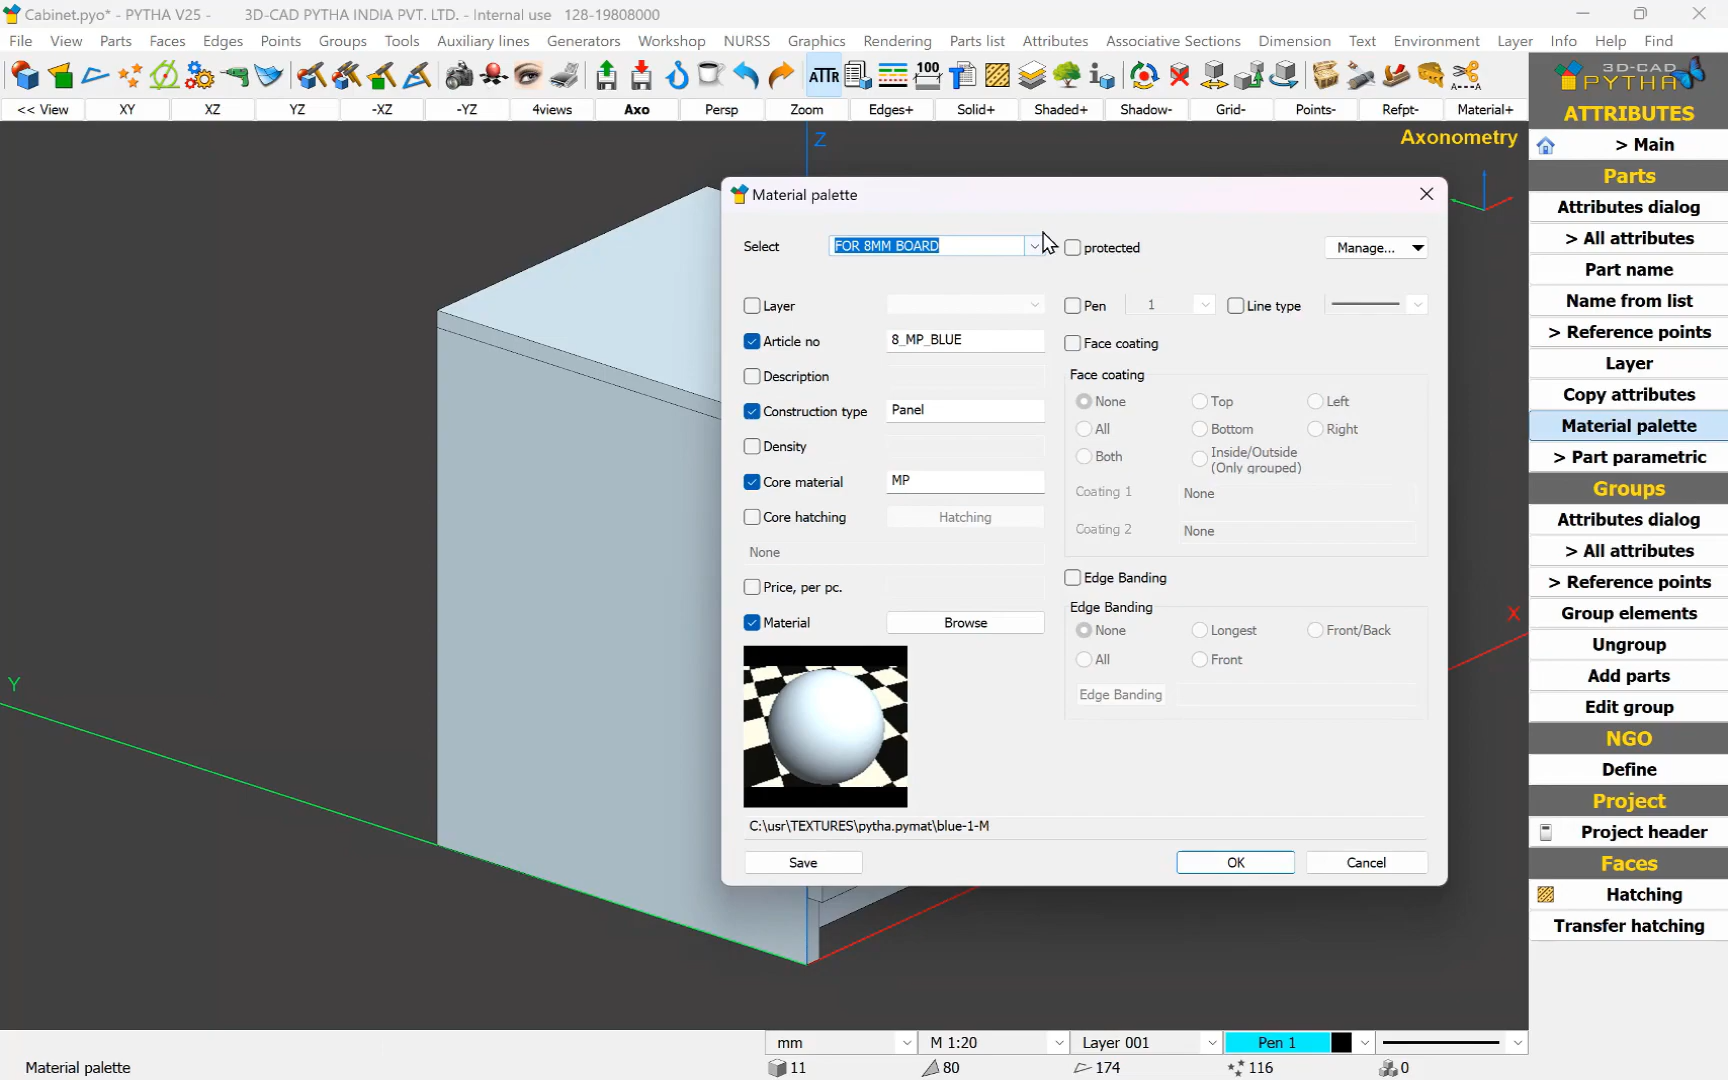 Cabinet.pyo* - PYTHA V25 - 3D-CAD PYTHA INDIA PVT. LTD. - Internal use 128-19808000
File View Parts Faces Edges Points Groups Tools Auxiliary lines Generators Workshop NURSS Graphics Rendering Parts list Attributes Associative Sections Dimension Text Environment Layer Info Help Find
ATTR 100
3D-CAD
PYTHA
<< View XY XZ YZ -XZ -YZ 4views Axo Persp Zoom Edges+ Solid+ Shaded+ Shadow- Grid- Points- Refpt- Material+
ATTRIBUTES
> Main
Parts
Attributes dialog
> All attributes
Part name
Name from list
> Reference points
Layer
Copy attributes
Material palette
> Part parametric
Groups
Attributes dialog
> All attributes
> Reference points
Group elements
Ungroup
Add parts
Edit group
NGO
Define
Project
Project header
Faces
Hatching
Transfer hatching
Axonometry
Z
Y
X
Material palette
Select FOR 8MM BOARD protected Manage...
Layer Pen 1 Line type
Article no 8_MP_BLUE Face coating
Description Face coating
None Top Left
Construction type Panel
All Bottom Right
Density
Both Inside/Outside
(Only grouped)
Core material MP
Coating 1 None
Core hatching Hatching
Coating 2 None
None
Price, per pc.
Edge Banding
Edge Banding
Material Browse
None Longest Front/Back
All Front
Edge Banding
C:\usr\TEXTURES\pytha.pymat\blue-1-M
Save OK Cancel
mm M 1:20 Layer 001 Pen 1
Material palette 11 80 174 116 0